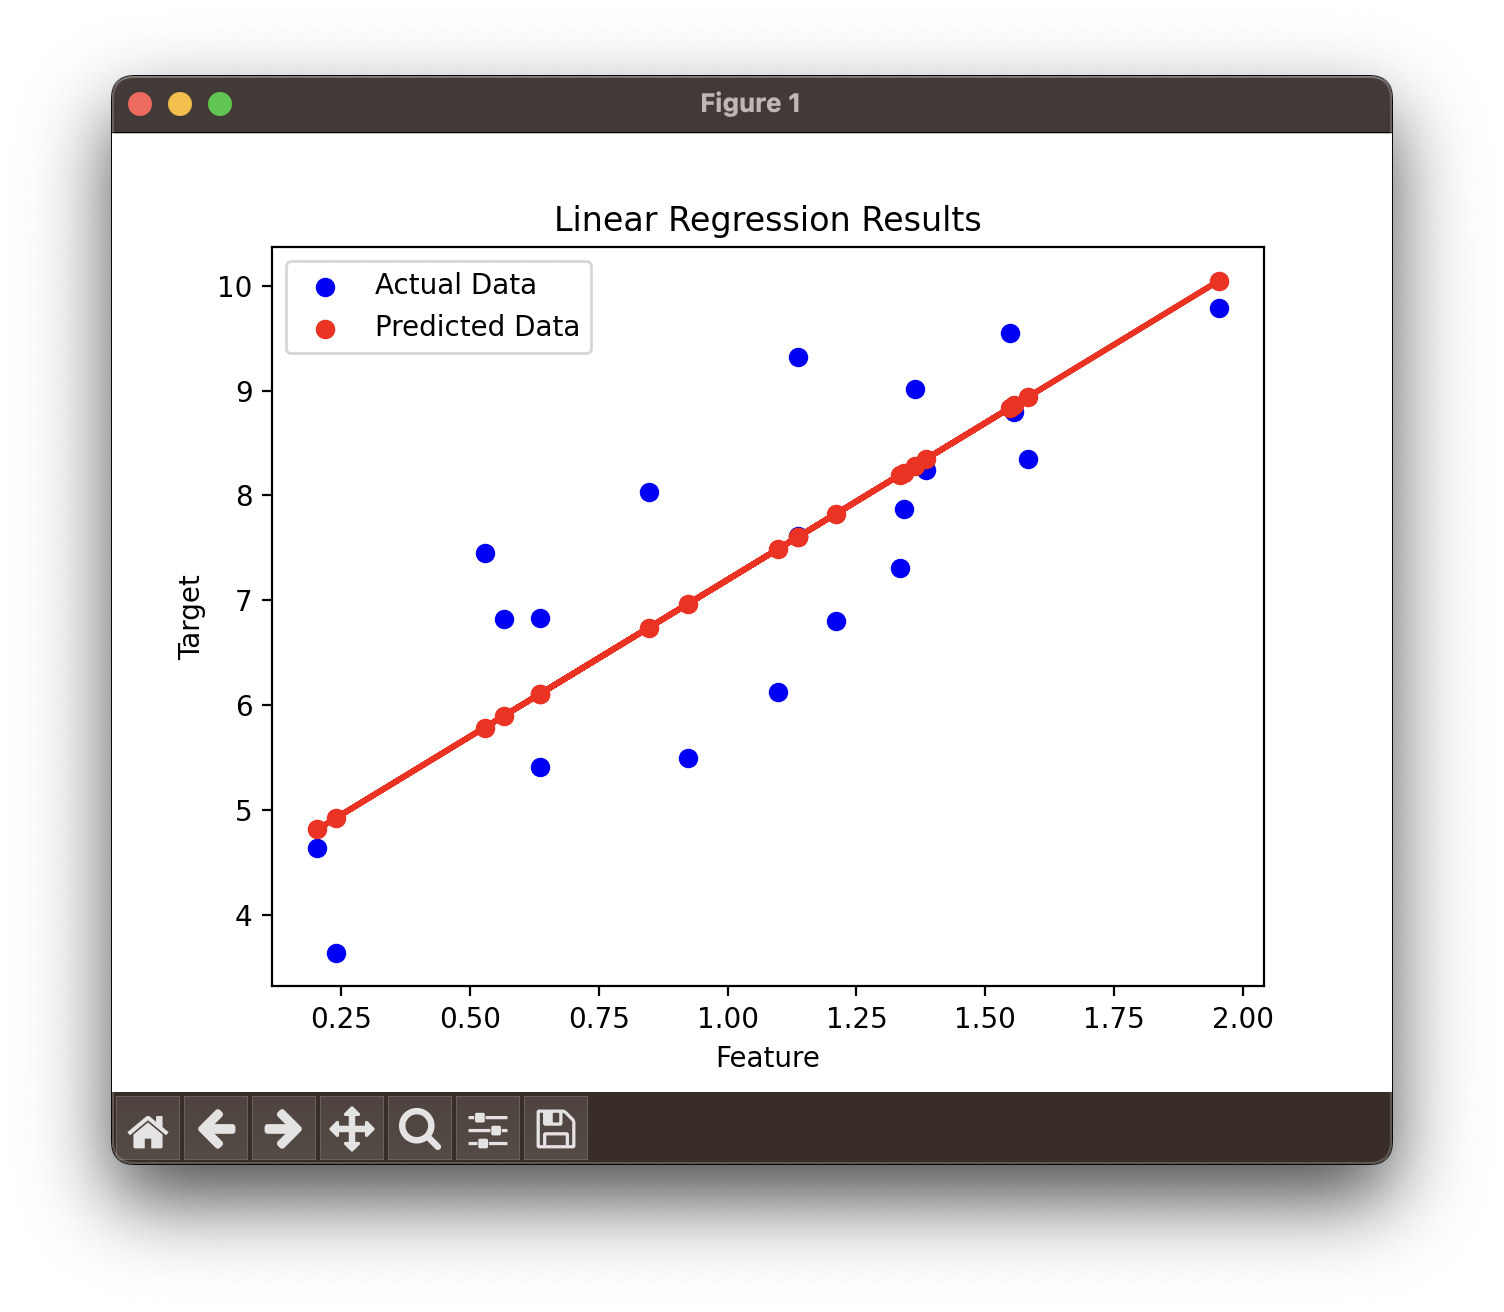 Figure 1
Linear Regression Results
Actual Data
Predicted Data
10
9
8
7
6
5
4
Target
0.25 0.50 0.75 1.00 1.25 1.50 1.75 2.00
Feature